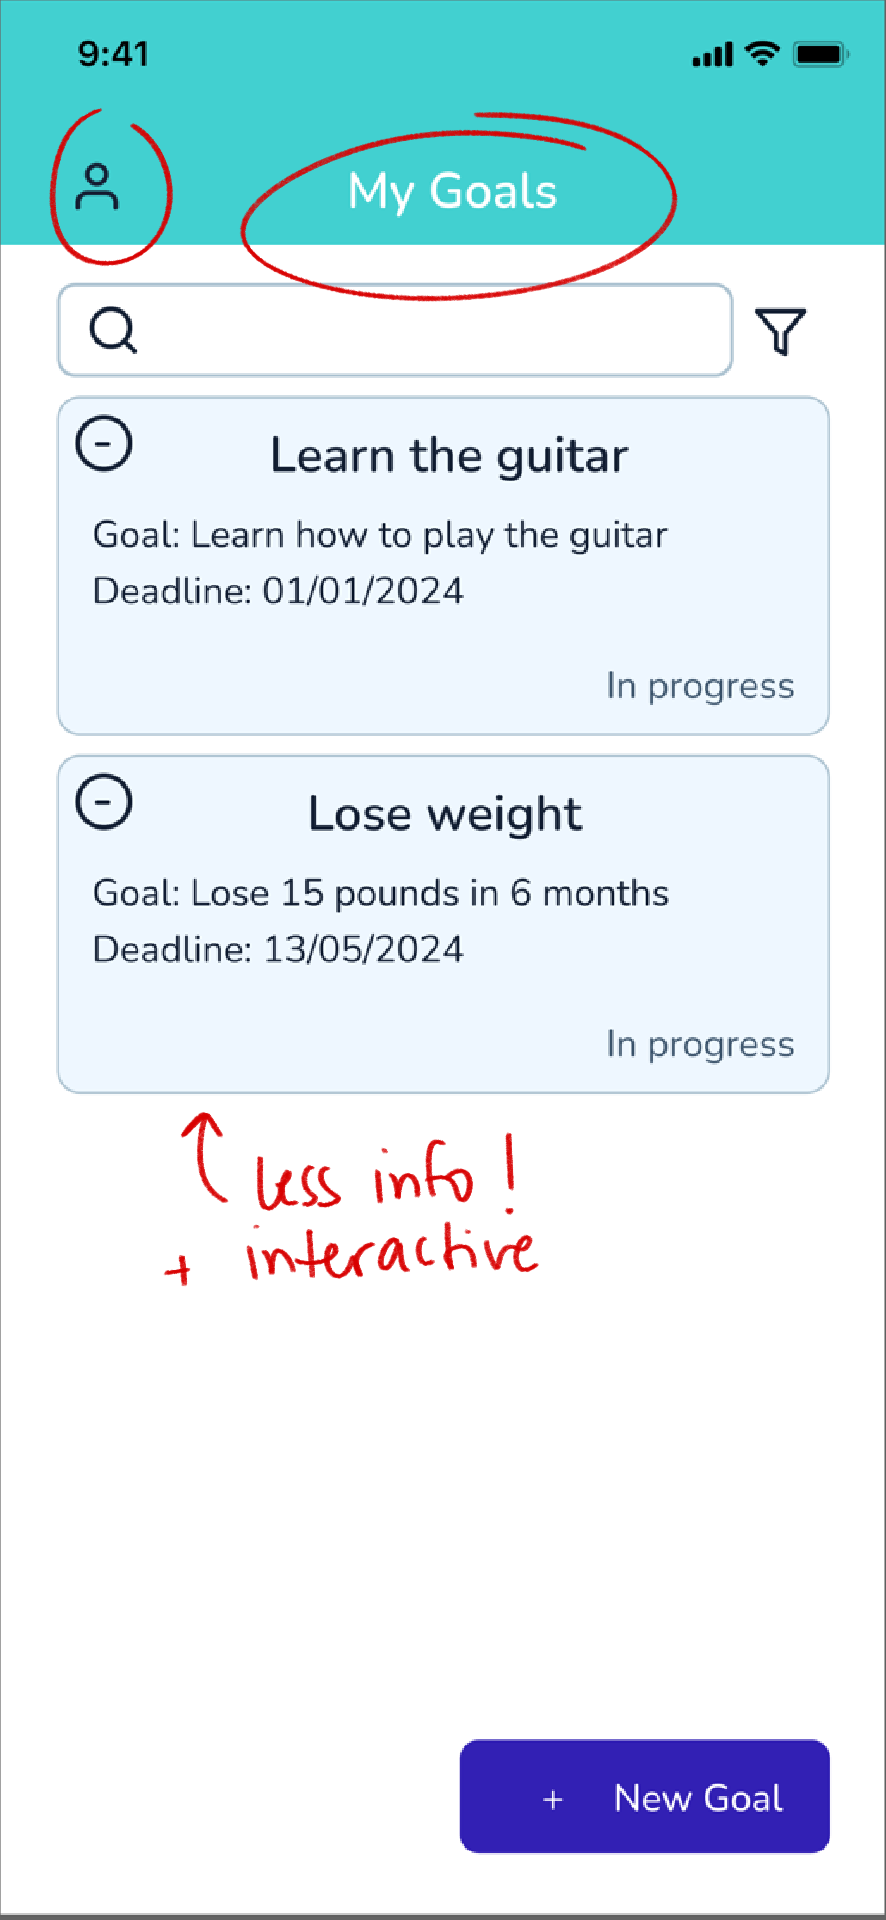 9:41
My Goals
Learn the guitar
Goal: Learn how to play the guitar
Deadline: 01/01/2024
In progress
Lose weight
Goal: Lose 15 pounds in 6 months
Deadline: 13/05/2024
In progress
less info!
+ interactive
+ New Goal